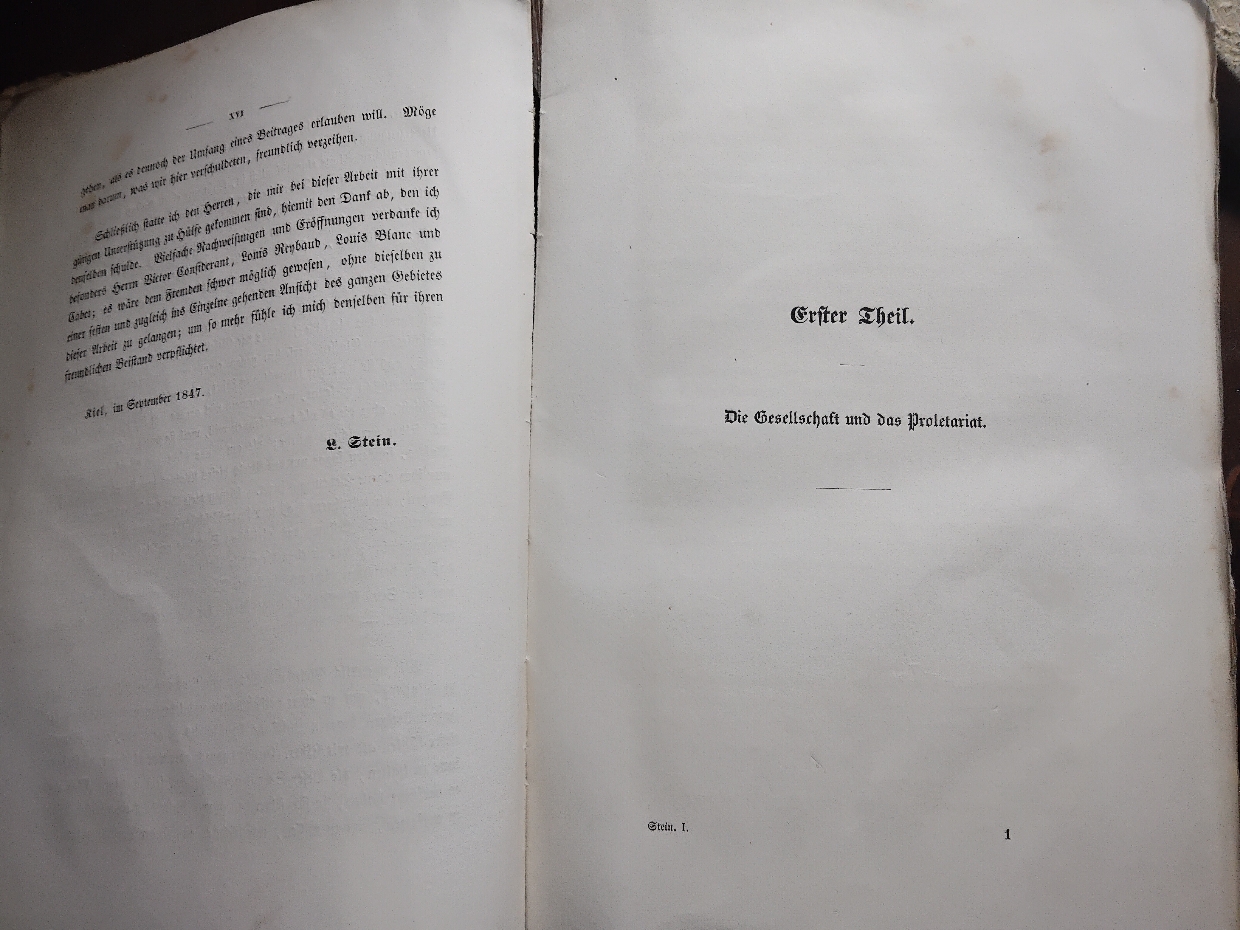 XVI
gehen, als es dennoch der Umfang eines Beitrages erlauben will. Möge
man darum, was wir hier verschuldeten, freundlich verzeihen.
Schließlich statte ich den Herren, die mir bei dieser Arbeit mit ihrer
gütigen Unterstützung zu Hülfe gekommen sind, hiemit den Dank ab, den ich
denselben schulde. Vielfache Nachweisungen und Eröffnungen verdanke ich
besonders Herrn Victor Considerant, Louis Reybaud, Louis Blanc und
Cabet; es wäre dem Fremden schwer möglich gewesen, ohne dieselben zu
einer festen und zugleich ins Einzelne gehenden Ansicht des ganzen Gebietes
dieser Arbeit zu gelangen; um so mehr fühle ich mich denselben für ihren
freundlichen Beistand verpflichtet.
Kiel, im September 1847.
L. Stein.
Erster Theil.
Die Gesellschaft und das Proletariat.
Stein. I.
1